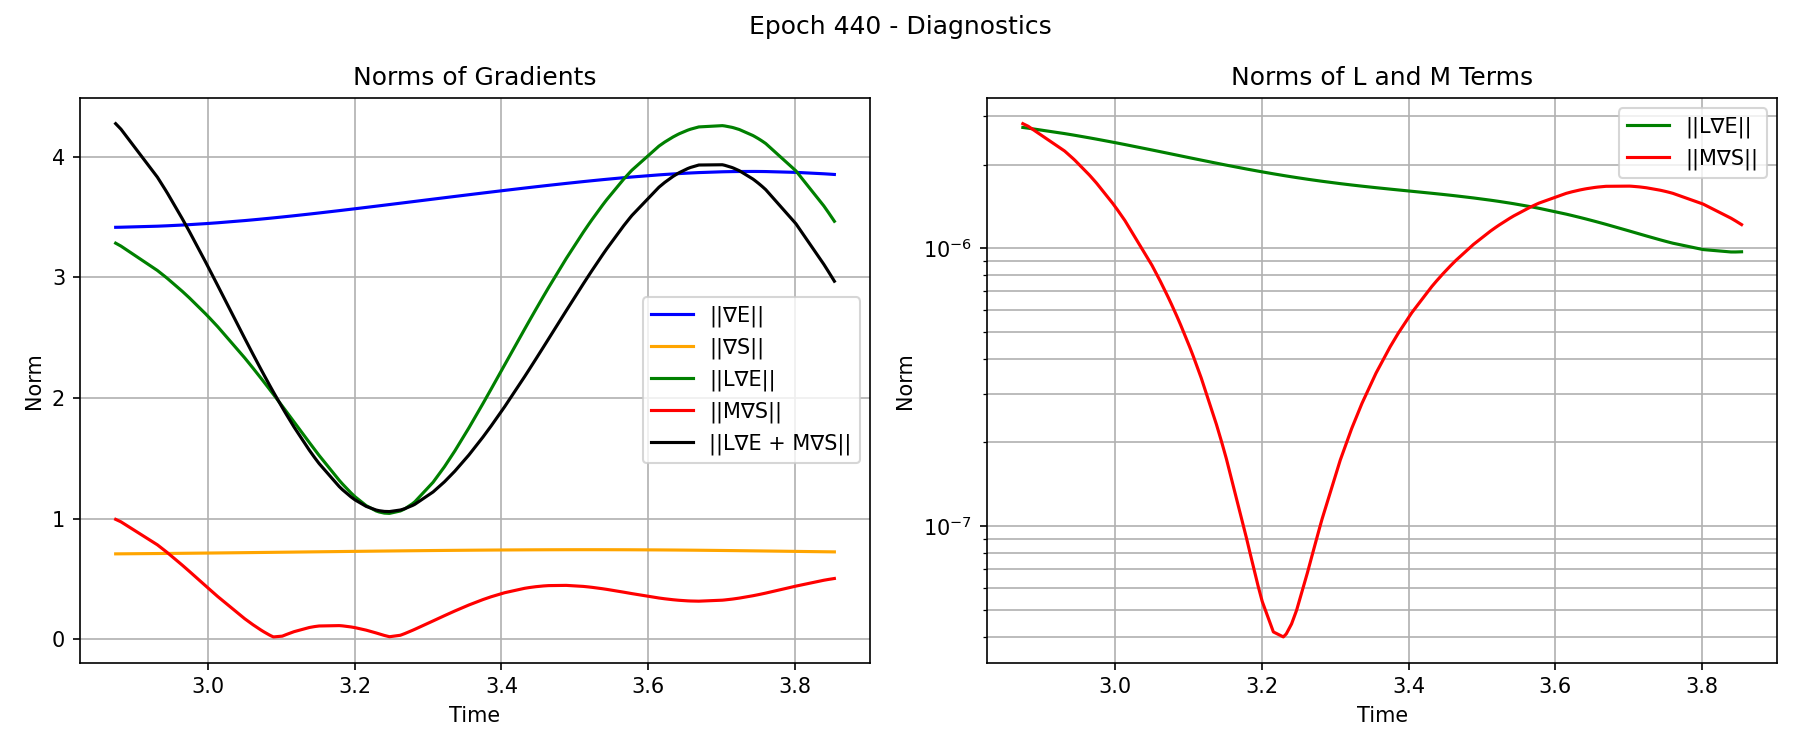 Epoch 440 - Diagnostics
Norms of Gradients
Norm
4
3
2
1
0
3.0 3.2 3.4 3.6 3.8
Time
||∇E||
||∇S||
||L∇E||
||M∇S||
||L∇E + M∇S||
Norms of L and M Terms
Norm
10⁻⁶
10⁻⁷
3.0 3.2 3.4 3.6 3.8
Time
||L∇E||
||M∇S||